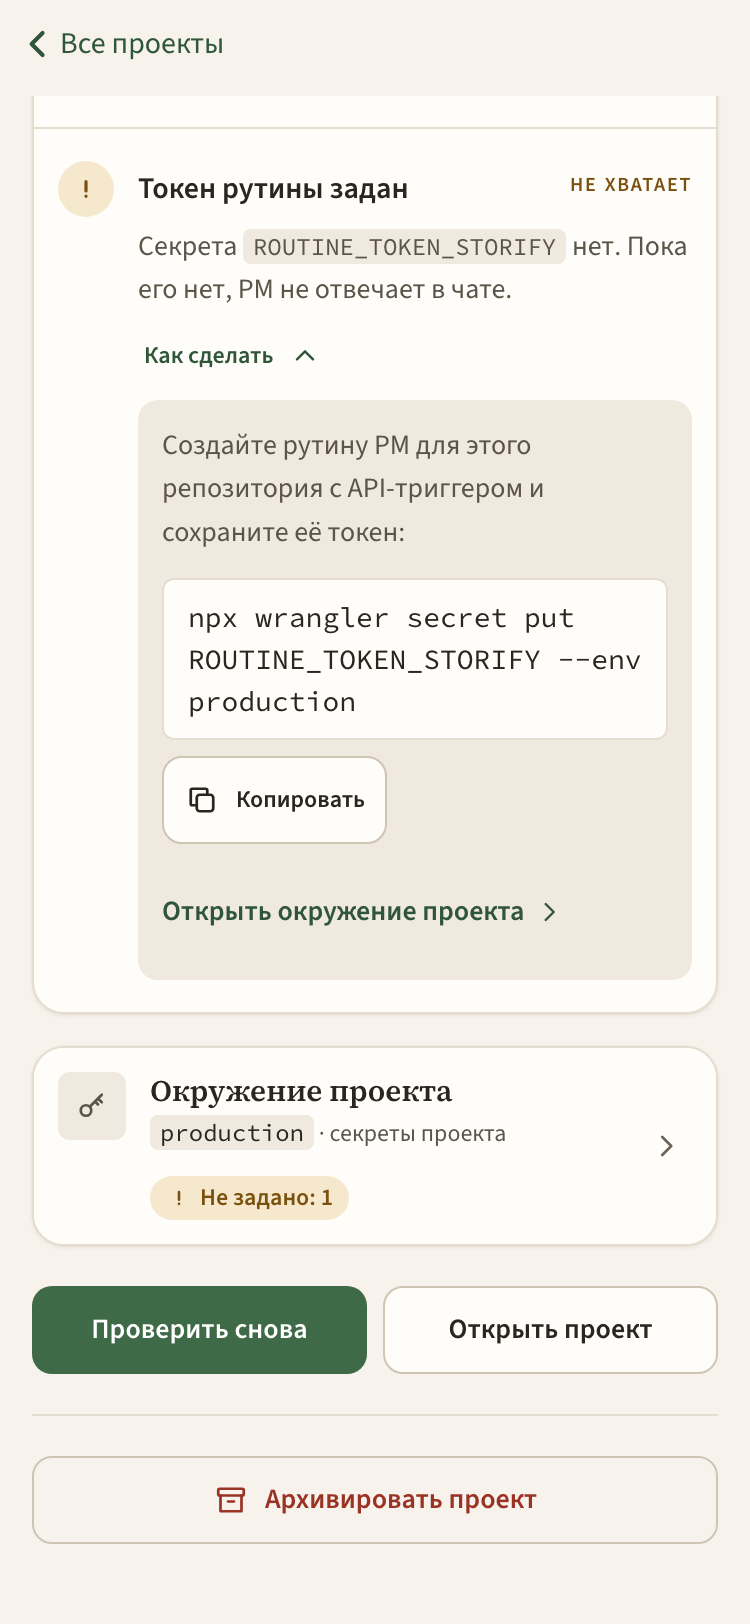 Все проекты
Токен рутины задан
НЕ ХВАТАЕТ
Секрета ROUTINE_TOKEN_STORIFY нет. Пока
его нет, PM не отвечает в чате.
Как сделать
Создайте рутину PM для этого
репозитория с API-триггером и
сохраните её токен:
npx wrangler secret put
ROUTINE_TOKEN_STORIFY --env
production
Копировать
Открыть окружение проекта
Окружение проекта
production · секреты проекта
! Не задано: 1
Проверить снова
Открыть проект
Архивировать проект